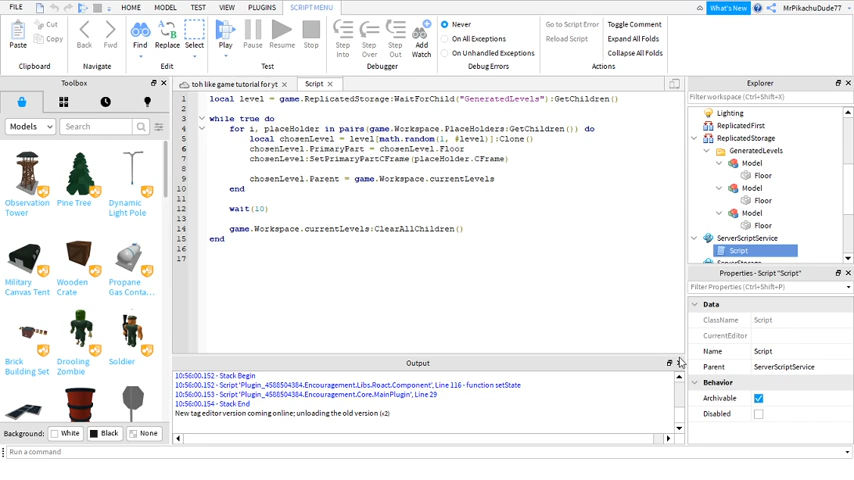 FILE HOME MODEL TEST VIEW PLUGINS SCRIPT MENU What's New MrPikachuDude77
Paste Cut Copy Back Fwd Find Replace Select Play Pause Resume Stop Step Into Step Over Step Out Add Watch Never On All Exceptions On Unhandled Exceptions Go to Script Error Reload Script Toggle Comment Expand All Folds Collapse All Folds
Clipboard Navigate Edit Test Debugger Debug Errors Actions
Toolbox
toh like game tutorial for yt Script
Explorer
Filter workspace (Ctrl+Shift+X)
Models Search
1 local level = game.ReplicatedStorage:WaitForChild("GeneratedLevels"):GetChildren()
2
3 while true do
4 for i, placeHolder in pairs(game.Workspace.PlaceHolders:GetChildren()) do
5 local chosenLevel = level[math.random(1, #level)]:Clone()
6 chosenLevel.PrimaryPart = chosenLevel.Floor
7 chosenLevel:SetPrimaryPartCFrame(placeHolder.CFrame)
8
9 chosenLevel.Parent = game.Workspace.currentLevels
10 end
11
12 wait(10)
13
14 game.Workspace.currentLevels:ClearAllChildren()
15 end
16
17
Observation Tower
Pine Tree
Dynamic Light Pole
Military Canvas Tent
Wooden Crate
Propane Gas Conta...
Brick Building Set
Drooling Zombie
Soldier
Background: White Black None
Lighting
ReplicatedFirst
ReplicatedStorage
GeneratedLevels
Model
Floor
Model
Floor
Model
Floor
ServerScriptService
Script
ServerStorage
Properties - Script "Script"
Filter Properties (Ctrl+Shift+P)
Data
ClassName Script
CurrentEditor
Name Script
Parent ServerScriptService
Behavior
Archivable
Disabled
Output
10:56:00.152 - Stack Begin
10:56:00.152 - Script 'Plugin_4588504384.Encouragement.Libs.Roact.Component', Line 116 - function setState
10:56:00.153 - Script 'Plugin_4588504384.Encouragement.Core.MainPlugin', Line 29
10:56:00.154 - Stack End
New tag editor version coming online; unloading the old version (x2)
Run a command